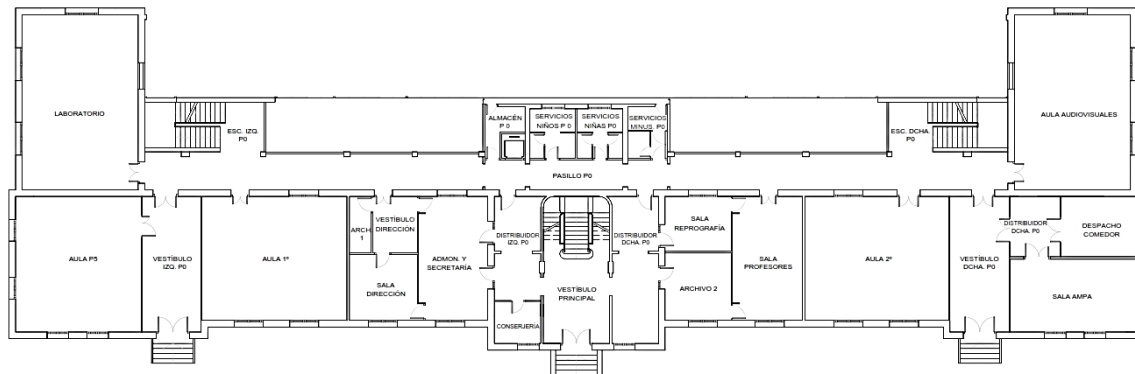 LABORATORIO
ESC. IZQ.
P0
ALMACÉN
P 0
SERVICIOS
NIÑOS P 0
SERVICIOS
NIÑAS P0
SERVICIOS
MINUS. P0
ESC. DCHA.
P0
AULA AUDIOVISUALES
PASILLO P0
AULA P5
VESTÍBULO
IZQ. P0
AULA 1º
ARCH
1
VESTÍBULO
DIRECCIÓN
SALA
DIRECCIÓN
ADMON. Y
SECRETARÍA
DISTRIBUIDOR
IZQ. P0
CONSERJERÍA
VESTÍBULO
PRINCIPAL
DISTRIBUIDOR
DCHA. P0
SALA
REPROGRAFÍA
ARCHIVO 2
SALA
PROFESORES
AULA 2º
VESTÍBULO
DCHA. P0
DISTRIBUIDOR
DCHA. P0
DESPACHO
COMEDOR
SALA AMPA